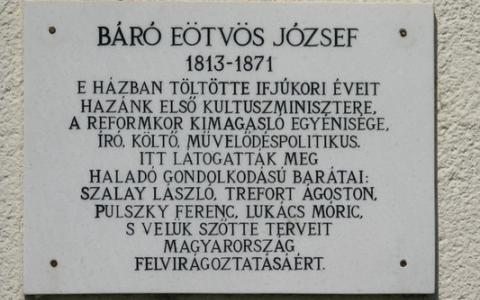 BÁRÓ EÖTVÖS JÓZSEF
1813-1871
E HÁZBAN TÖLTÖTTE IFJÚKORI ÉVEIT
HAZÁNK ELSŐ KULTUSZMINISZTERE,
A REFORMKOR KIMAGASLÓ EGYÉNISÉGE,
ÍRÓ, KÖLTŐ, MŰVELŐDÉSPOLITIKUS.
ITT LÁTOGATTÁK MEG
HALADÓ GONDOLKODÁSÚ BARÁTAI:
SZALAY LÁSZLÓ, TREFORT ÁGOSTON,
PULSZKY FERENC, LUKÁCS MÓRIC,
S VELÜK SZŐTTE TERVEIT
MAGYARORSZÁG
FELVIRÁGOZTATÁSÁÉRT.